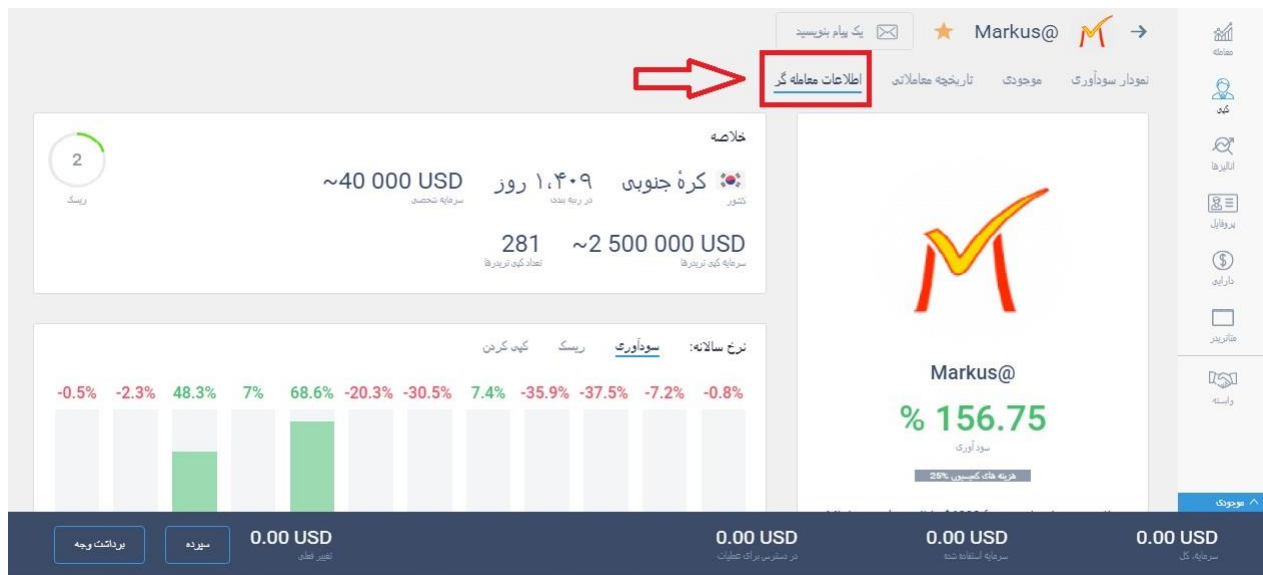 معامله
کپی
آنالیزها
پروفایل
دارایی
متاتریدر
واسته
موجودی
Markus@
یک پیام بنویسید
نمودار سودآوری
موجودی
تاریخچه معاملاتی
اطلاعات معامله گر
Markus@
% 156.75
سودآوری
هزینه های کمیسیون %25
خلاصه
کرهٔ جنوبی
کشور
۱،۴۰۹ روز
در رتبه بندی
~40 000 USD
سرمایه شخصی
2
ریسک
~2 500 000 USD
سرمایه کپی تریدرها
281
تعداد کپی تریدرها
نرخ سالانه: سودآوری ریسک کپی کردن
-0.5% -2.3% 48.3% 7% 68.6% -20.3% -30.5% 7.4% -35.9% -37.5% -7.2% -0.8%
0.00 USD
سرمایه، کل
0.00 USD
سرمایه استفاده شده
0.00 USD
در دسترس برای عملیات
0.00 USD
تغییر فعلی
سپرده
برداشت وجه